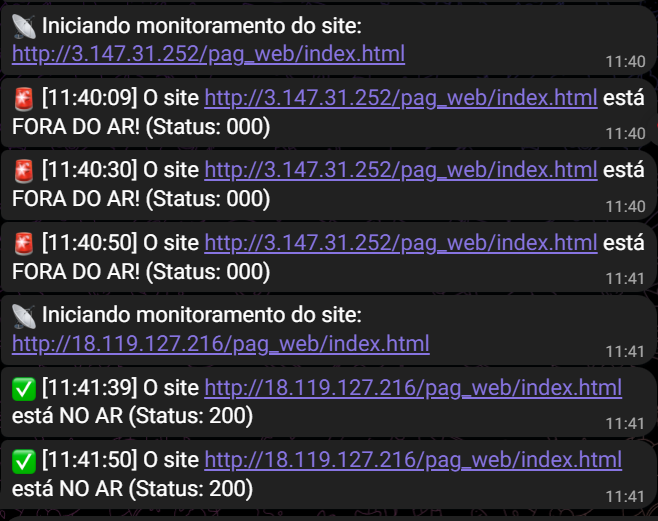 📡 Iniciando monitoramento do site:
http://3.147.31.252/pag_web/index.html
11:40
🚨 [11:40:09] O site http://3.147.31.252/pag_web/index.html está
FORA DO AR! (Status: 000)
11:40
🚨 [11:40:30] O site http://3.147.31.252/pag_web/index.html está
FORA DO AR! (Status: 000)
11:40
🚨 [11:40:50] O site http://3.147.31.252/pag_web/index.html está
FORA DO AR! (Status: 000)
11:41
📡 Iniciando monitoramento do site:
http://18.119.127.216/pag_web/index.html
11:41
✅ [11:41:39] O site http://18.119.127.216/pag_web/index.html
está NO AR (Status: 200)
11:41
✅ [11:41:50] O site http://18.119.127.216/pag_web/index.html
está NO AR (Status: 200)
11:41